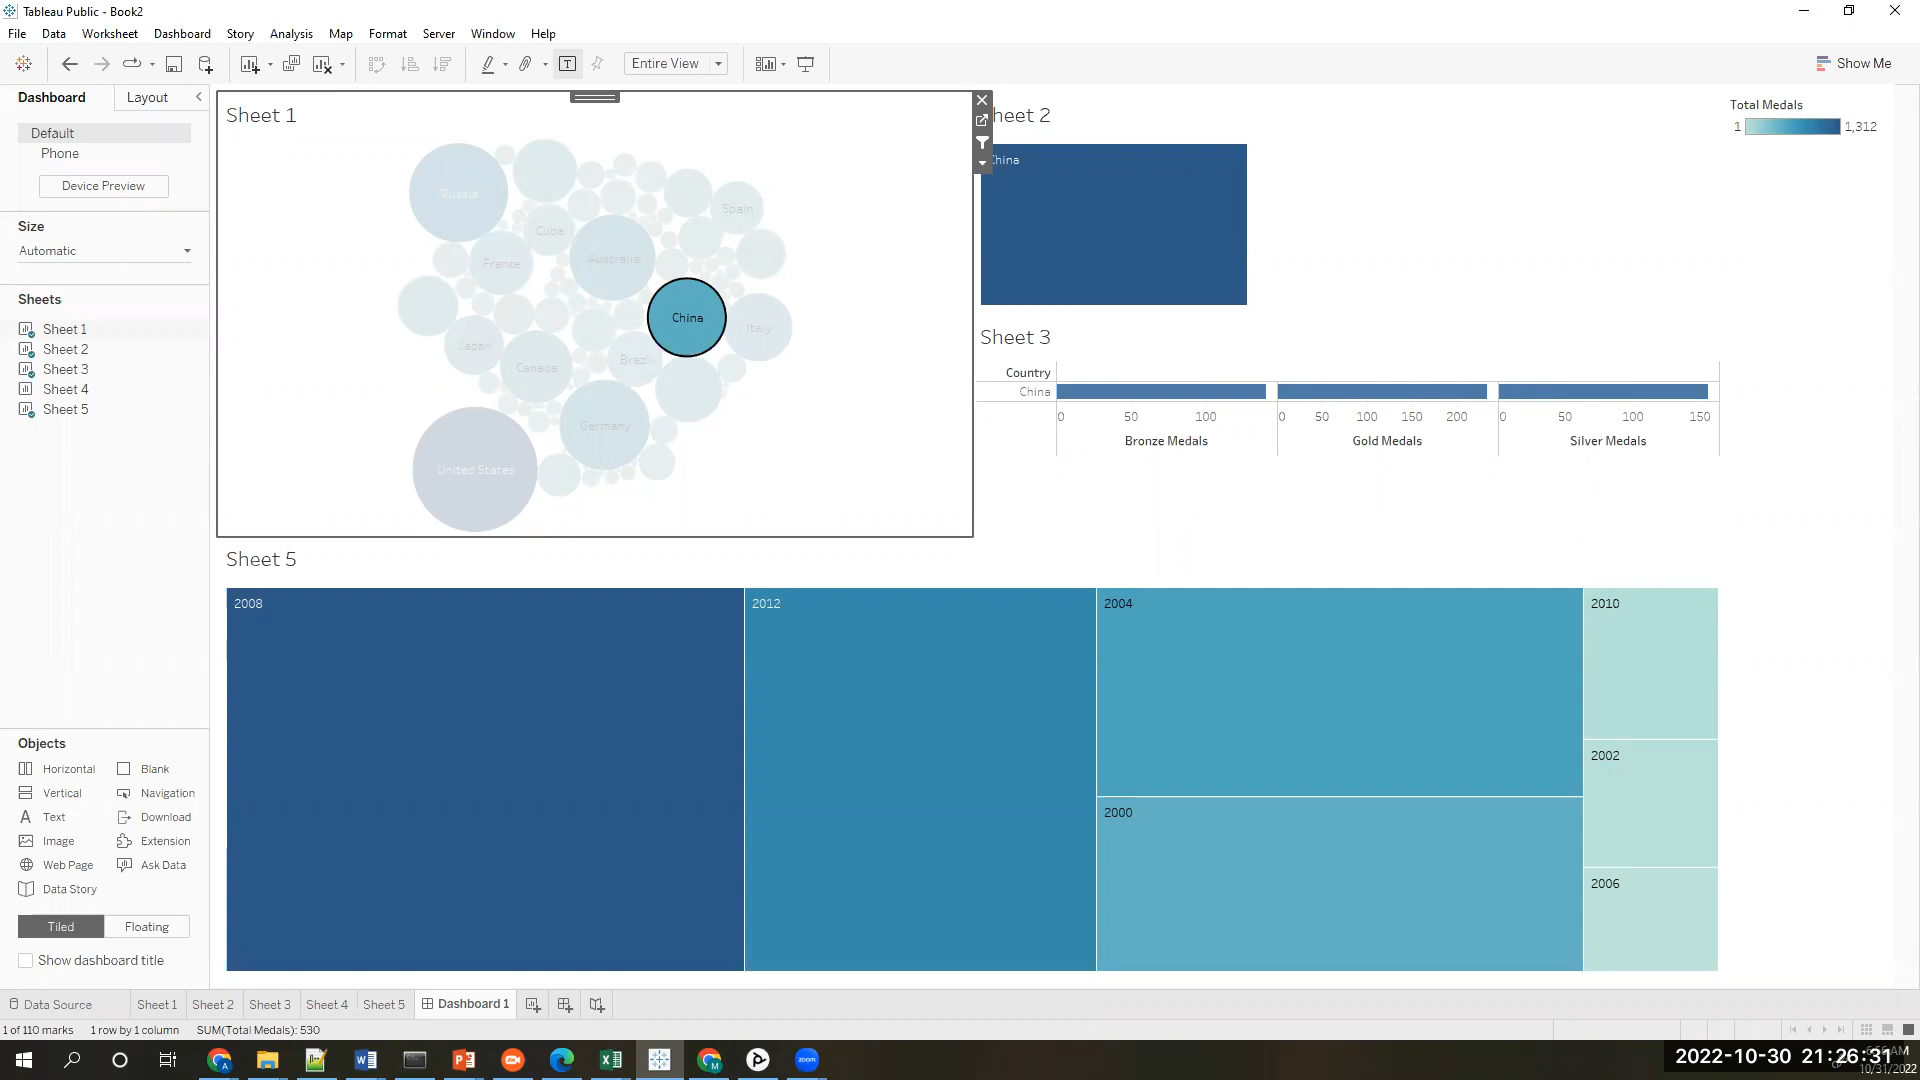 Tableau Public - Book2
File Data Worksheet Dashboard Story Analysis Map Format Server Window Help
Entire View
Show Me
Dashboard Layout
Default
Phone
Device Preview
Size
Automatic
Sheets
Sheet 1
Sheet 2
Sheet 3
Sheet 4
Sheet 5
Objects
Horizontal Blank
Vertical Navigation
Text Download
Image Extension
Web Page Ask Data
Data Story
Tiled Floating
Show dashboard title
Sheet 1
Russia
Spain
Cuba
France
Australia
China
Italy
Japan
Canada
Brazil
Germany
United States
heet 2
China
Total Medals
1 1,312
Sheet 3
Country
China
0 50 100 0 50 100 150 200 0 50 100 150
Bronze Medals Gold Medals Silver Medals
Sheet 5
2008 2012 2004 2010
2002
2000
2006
Data Source Sheet 1 Sheet 2 Sheet 3 Sheet 4 Sheet 5 Dashboard 1
1 of 110 marks 1 row by 1 column SUM(Total Medals): 530
zoom
2022-10-30 21:26:31
10/31/2022